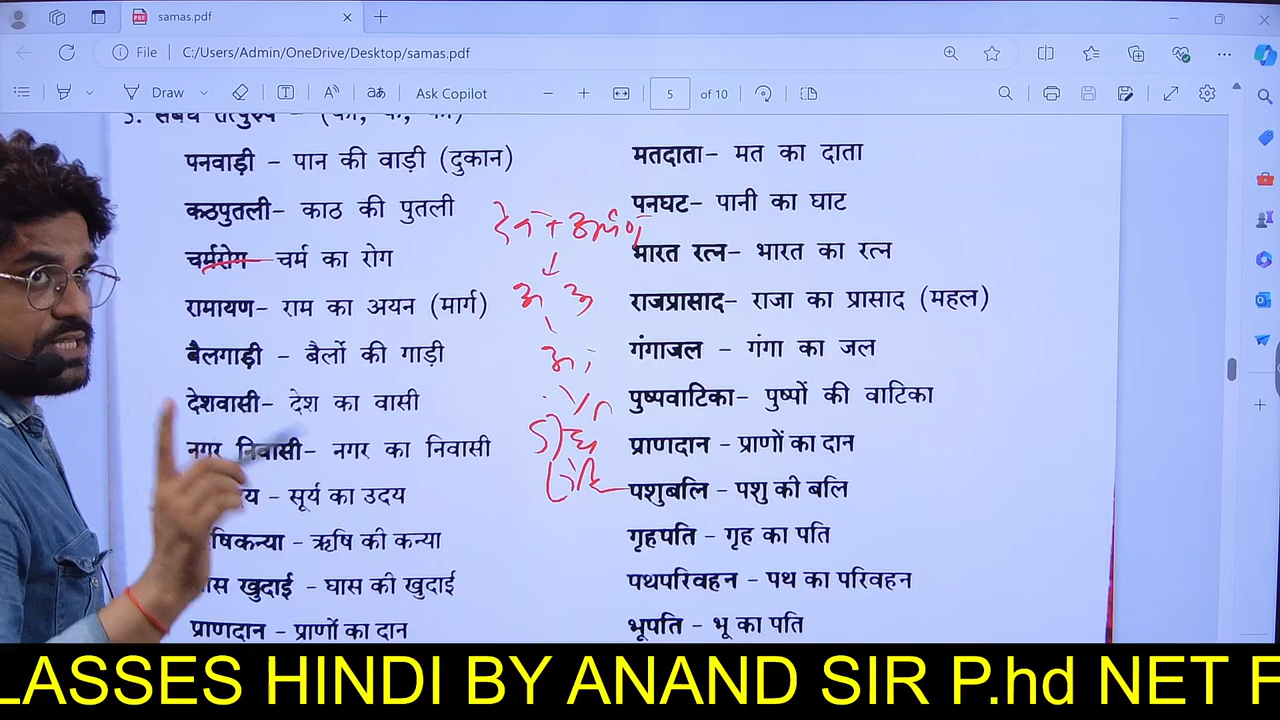 samas.pdf
File C:/Users/Admin/OneDrive/Desktop/samas.pdf
Draw Ask Copilot 5 of 10
पनवाड़ी – पान की वाड़ी (दुकान)
कठपुतली– काठ की पुतली
चर्मरोग – चर्म का रोग
रामायण– राम का अयन (मार्ग)
बैलगाड़ी – बैलों की गाड़ी
देशवासी– देश का वासी
नगर निवासी– नगर का निवासी
– सूर्य का उदय
– ऋषि की कन्या
खुदाई – घास की खुदाई
प्राणदान – प्राणों का दान
मतदाता– मत का दाता
पनघट– पानी का घाट
भारत रत्न– भारत का रत्न
राजप्रासाद– राजा का प्रासाद (महल)
गंगाजल – गंगा का जल
पुष्पवाटिका– पुष्पों की वाटिका
प्राणदान – प्राणों का दान
पशुबलि – पशु की बलि
गृहपति – गृह का पति
पथपरिवहन – पथ का परिवहन
भूपति – भू का पति
LASSES HINDI BY ANAND SIR P.hd NET F